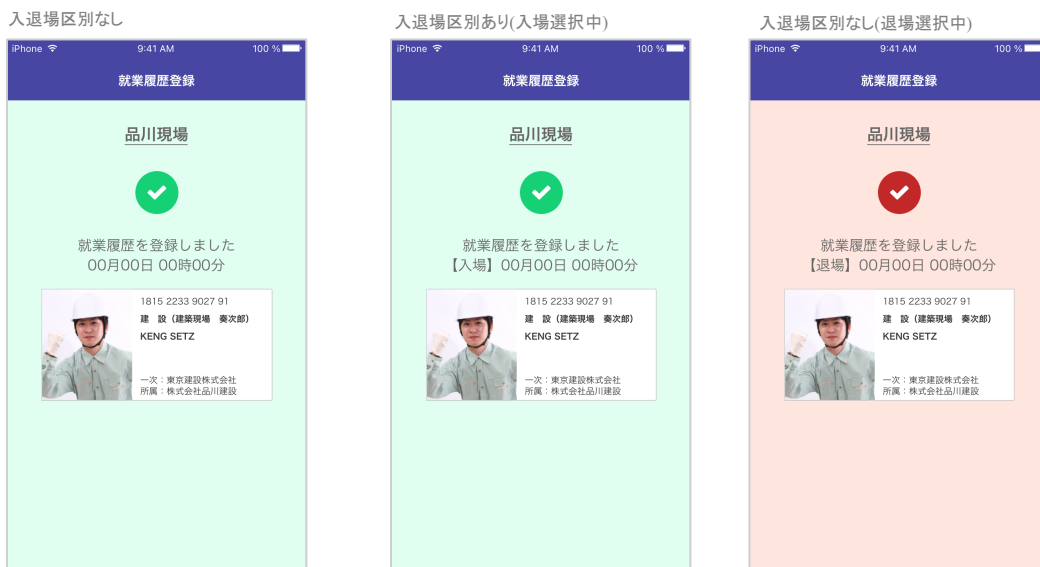 入退場区別なし
iPhone 9:41 AM 100 %
就業履歴登録
品川現場
就業履歴を登録しました
00月00日 00時00分
1815 2233 9027 91
建　設（建築現場　奏次郎）
KENG SETZ
一次：東京建設株式会社
所属：株式会社品川建設
入退場区別あり(入場選択中)
iPhone 9:41 AM 100 %
就業履歴登録
品川現場
就業履歴を登録しました
【入場】00月00日 00時00分
1815 2233 9027 91
建　設（建築現場　奏次郎）
KENG SETZ
一次：東京建設株式会社
所属：株式会社品川建設
入退場区別なし(退場選択中)
iPhone 9:41 AM 100 %
就業履歴登録
品川現場
就業履歴を登録しました
【退場】00月00日 00時00分
1815 2233 9027 91
建　設（建築現場　奏次郎）
KENG SETZ
一次：東京建設株式会社
所属：株式会社品川建設